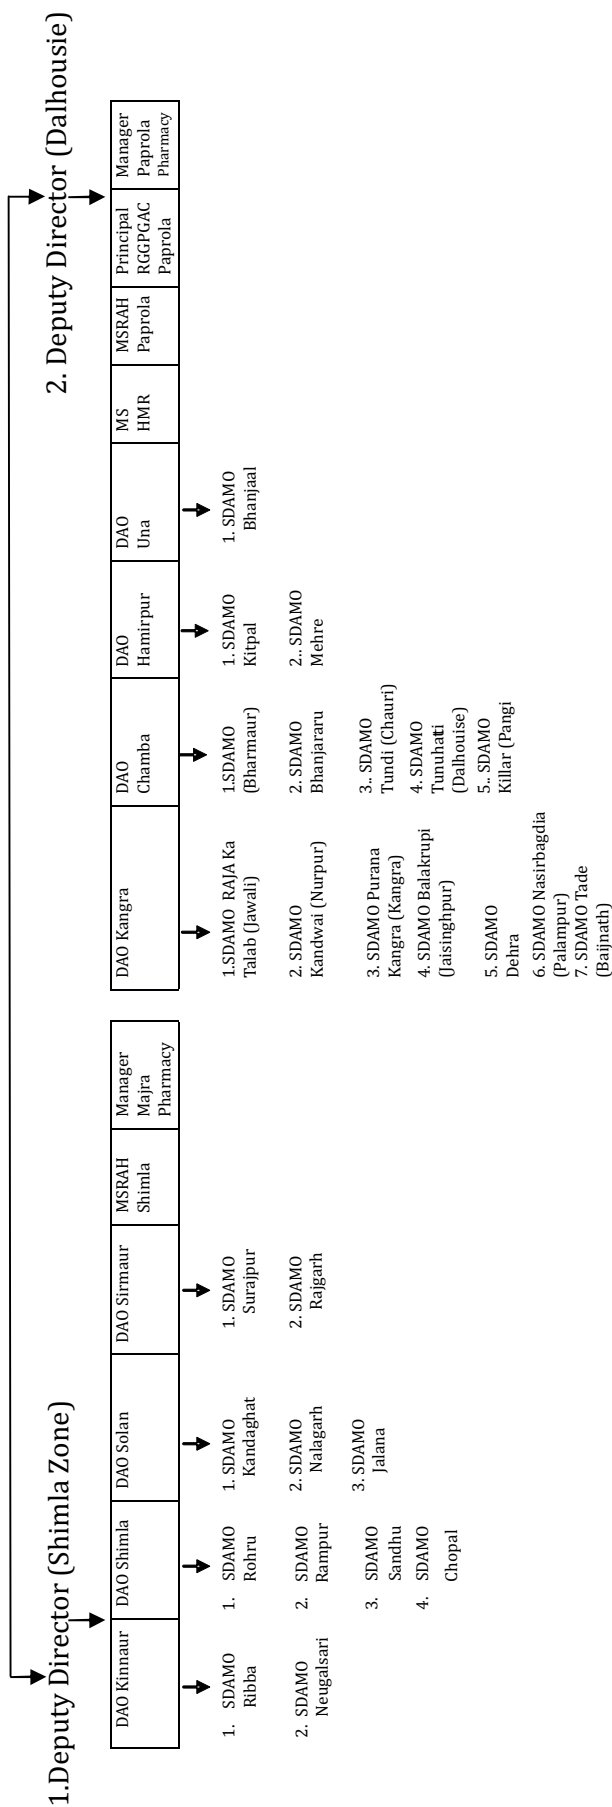 1.Deputy Director (Shimla Zone)
2. Deputy Director (Dalhousie)
DAO Kinnaur
DAO Shimla
DAO Solan
DAO Sirmaur
MSRAH
Shimla
Manager
Majra
Pharmacy
1. SDAMO
Ribba
2. SDAMO
Neugalsari
1. SDAMO
Rohru
2. SDAMO
Rampur
3. SDAMO
Sandhu
4. SDAMO
Chopal
1. SDAMO
Kandaghat
2. SDAMO
Nalagarh
3. SDAMO
Jalana
1. SDAMO
Surajpur
2. SDAMO
Rajgarh
DAO Kangra
DAO
Chamba
DAO
Hamirpur
DAO
Una
MS
HMR
MSRAH
Paprola
Principal
RGGPGAC
Paprola
Manager
Paprola
Pharmacy
1.SDAMO RAJA Ka
Talab (Jawali)
2. SDAMO
Kandwai (Nurpur)
3. SDAMO Purana
Kangra (Kangra)
4. SDAMO Balakrupi
(Jaisinghpur)
5. SDAMO
Dehra
6. SDAMO Nasirbagdia
(Palampur)
7. SDAMO Tade
(Baijnath)
1.SDAMO
(Bharmaur)
2. SDAMO
Bhanjararu
3.. SDAMO
Tundi (Chauri)
4. SDAMO
Tunuhati
(Dalhouise)
5.. SDAMO
Killar (Pangi
1. SDAMO
Kitpal
2.. SDAMO
Mehre
1. SDAMO
Bhanjaal